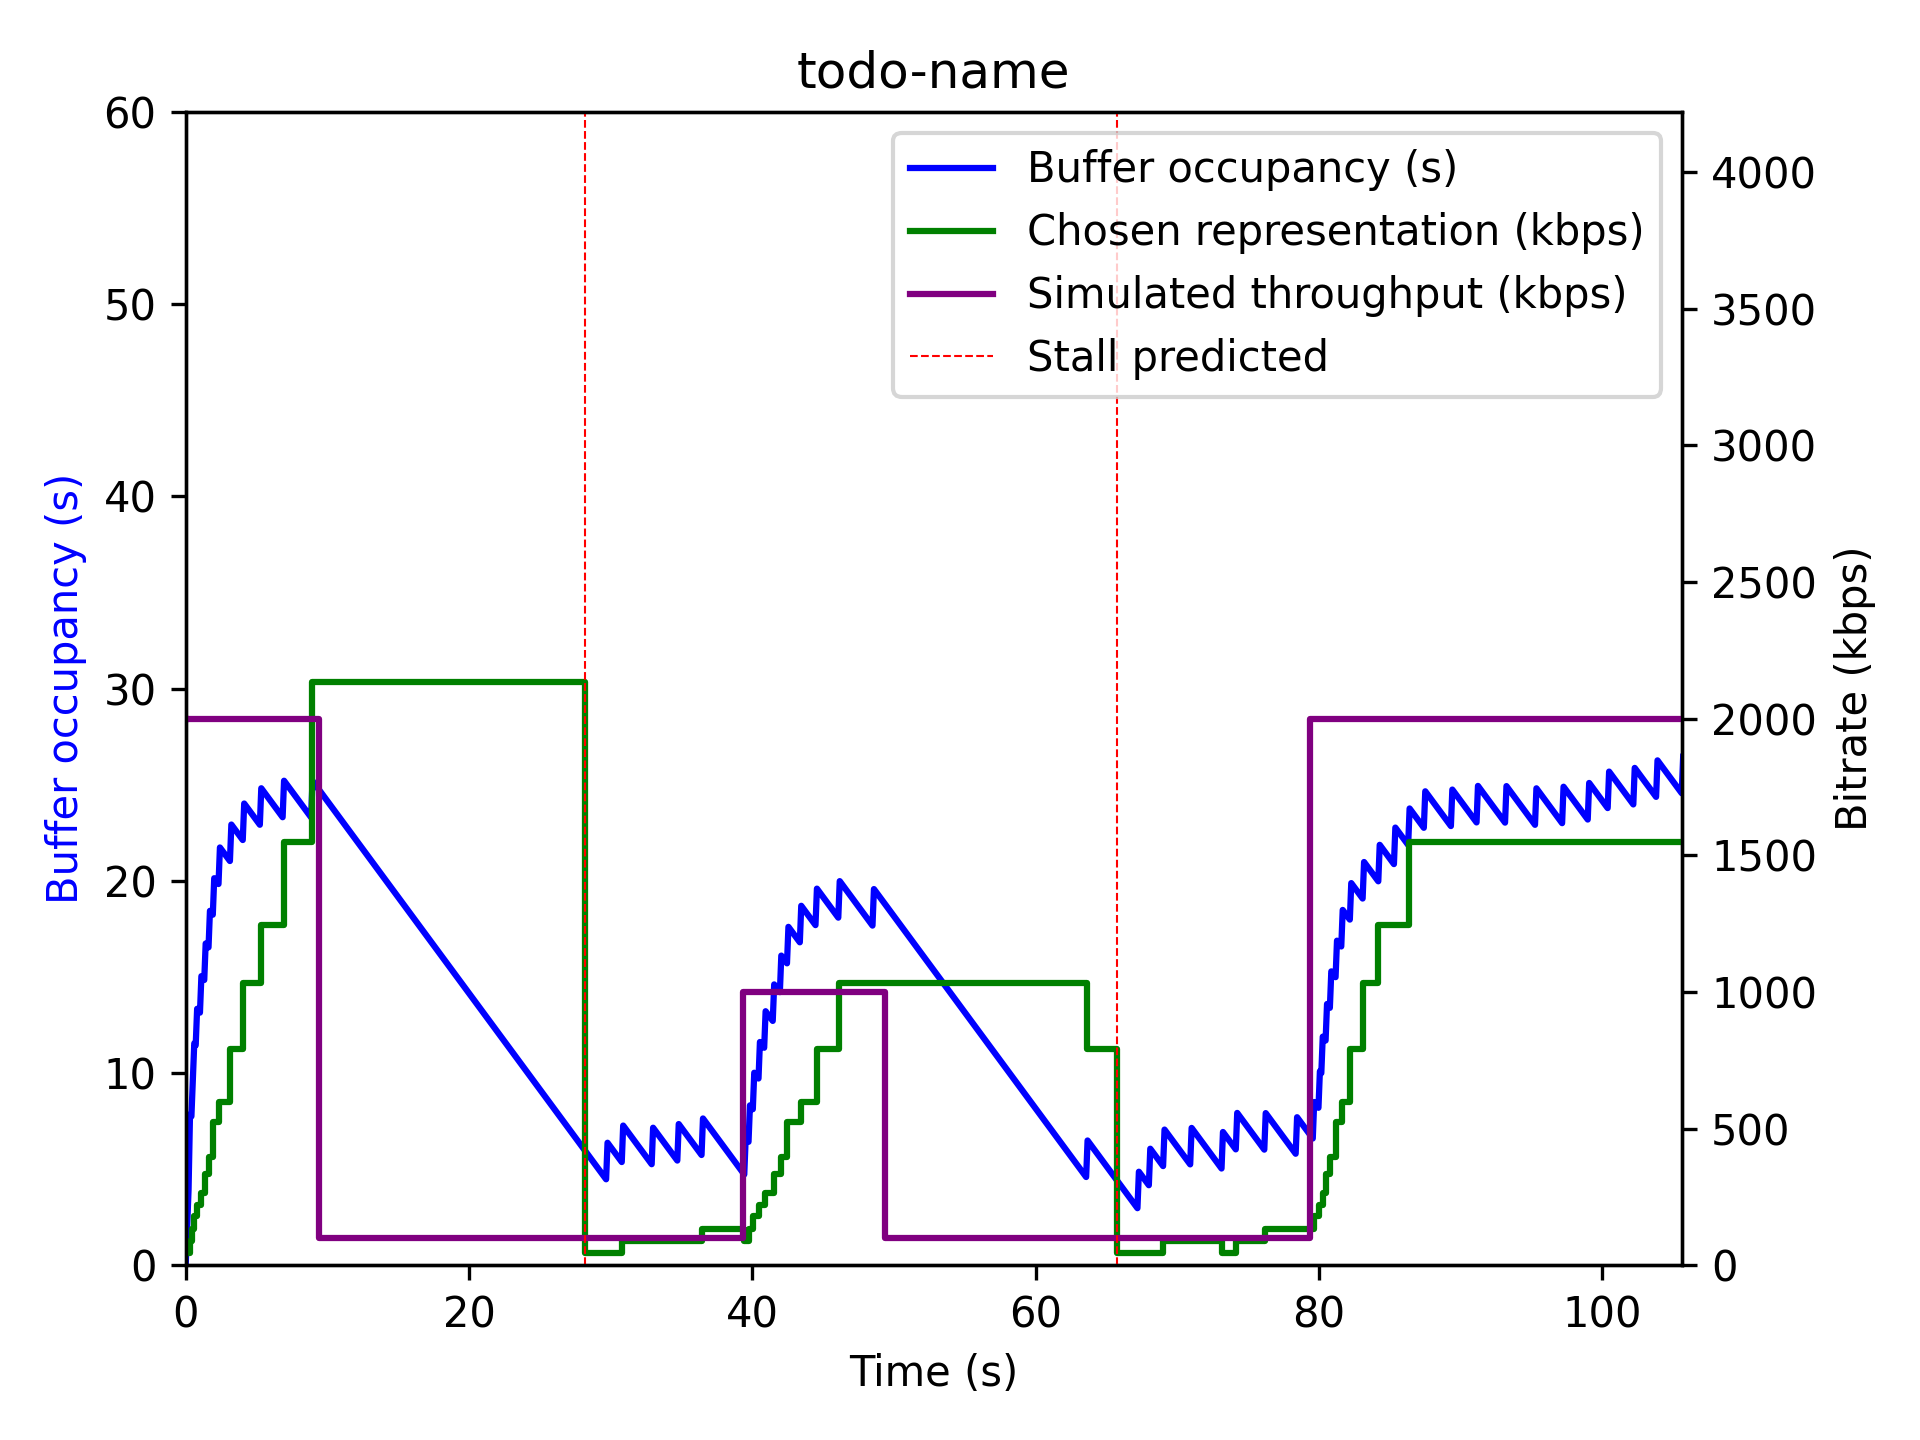 todo-name
60
50
40
30
20
10
0
Buffer occupancy (s)
Buffer occupancy (s)
Chosen representation (kbps)
Simulated throughput (kbps)
Stall predicted
4000
3500
3000
2500
2000
1500
1000
500
0
Bitrate (kbps)
0 20 40 60 80 100
Time (s)